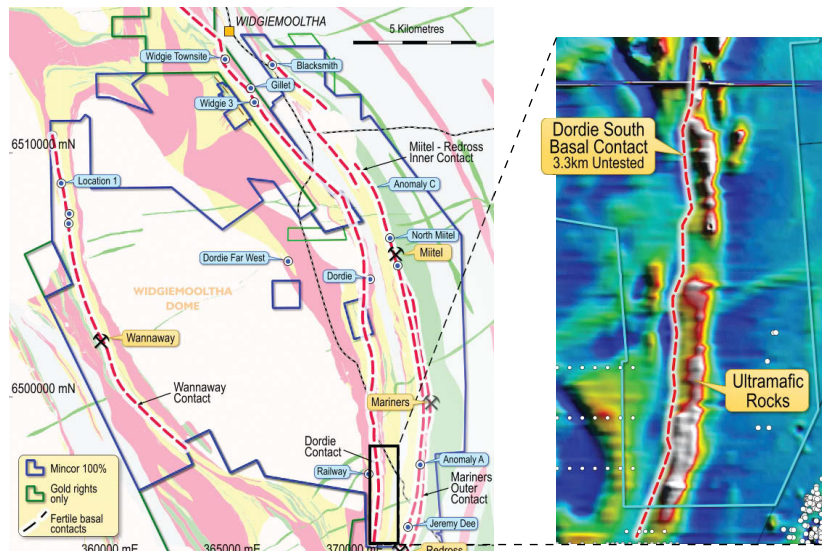 WIDGIEMOOLTHA
5 Kilometres
Widgie Townsite
Blacksmith
Gillet
Widgie 3
6510000 mN
Miitel - Redross
Inner Contact
Location 1
Anomaly C
North Miitel
Miitel
Dordie Far West
Dordie
WIDGIEMOOLTHA
DOME
Wannaway
6500000 mN
Wannaway
Contact
Mariners
Dordie
Contact
Railway
Anomaly A
Mariners
Outer
Contact
Jeremy Dee
Redross
Mincor 100%
Gold rights
only
Fertile basal
contacts
360000 mE
365000 mE
370000 mE
Dordie South
Basal Contact
3.3km Untested
Ultramafic
Rocks